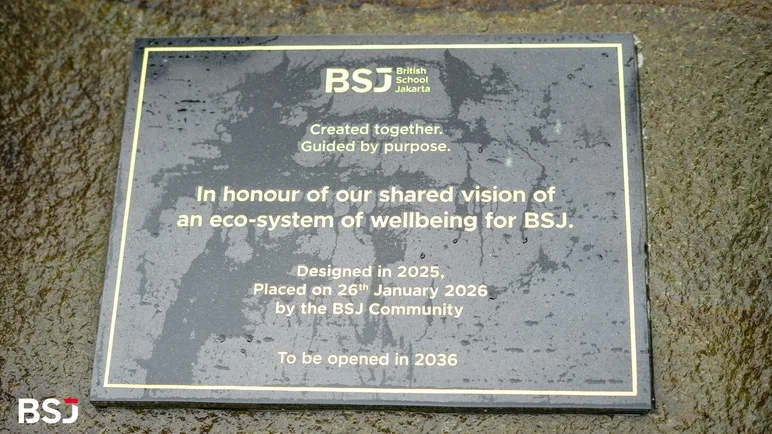 BSJ British
School
Jakarta
Created together.
Guided by purpose.
In honour of our shared vision of
an eco-system of wellbeing for BSJ.
Designed in 2025,
Placed on 26th January 2026
by the BSJ Community
To be opened in 2036
BSJ